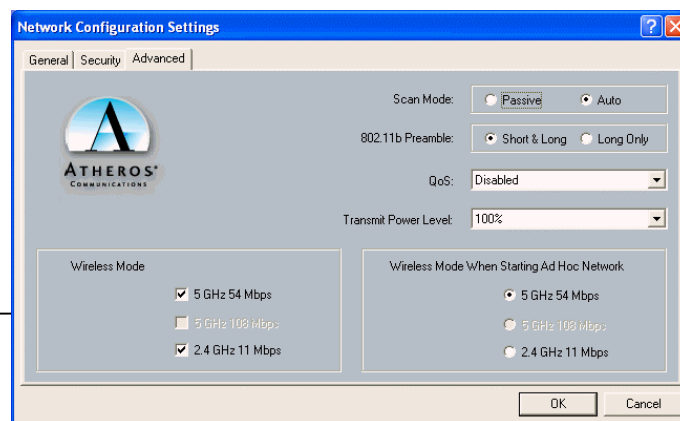 Network Configuration Settings
General Security Advanced
Scan Mode: Passive Auto
802.11b Preamble: Short & Long Long Only
ATHEROS
COMMUNICATIONS
QoS: Disabled
Transmit Power Level: 100%
Wireless Mode
5 GHz 54 Mbps
5 GHz 108 Mbps
2.4 GHz 11 Mbps
Wireless Mode When Starting Ad Hoc Network
5 GHz 54 Mbps
5 GHz 108 Mbps
2.4 GHz 11 Mbps
OK Cancel